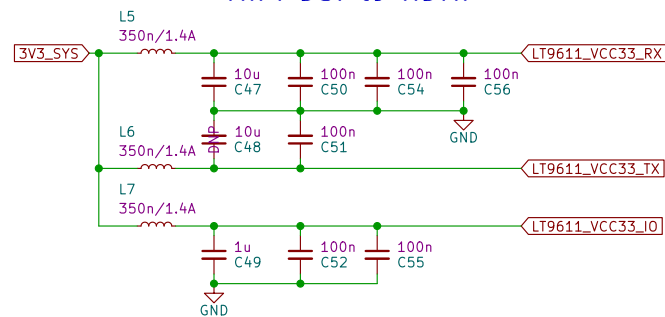 L5
350n/1.4A
3V3_SYS
LT9611_VCC33_RX
10u
C47
100n
C50
100n
C54
100n
C56
GND
L6
350n/1.4A
DNP
10u
C48
100n
C51
LT9611_VCC33_TX
L7
350n/1.4A
LT9611_VCC33_IO
1u
C49
100n
C52
100n
C55
GND